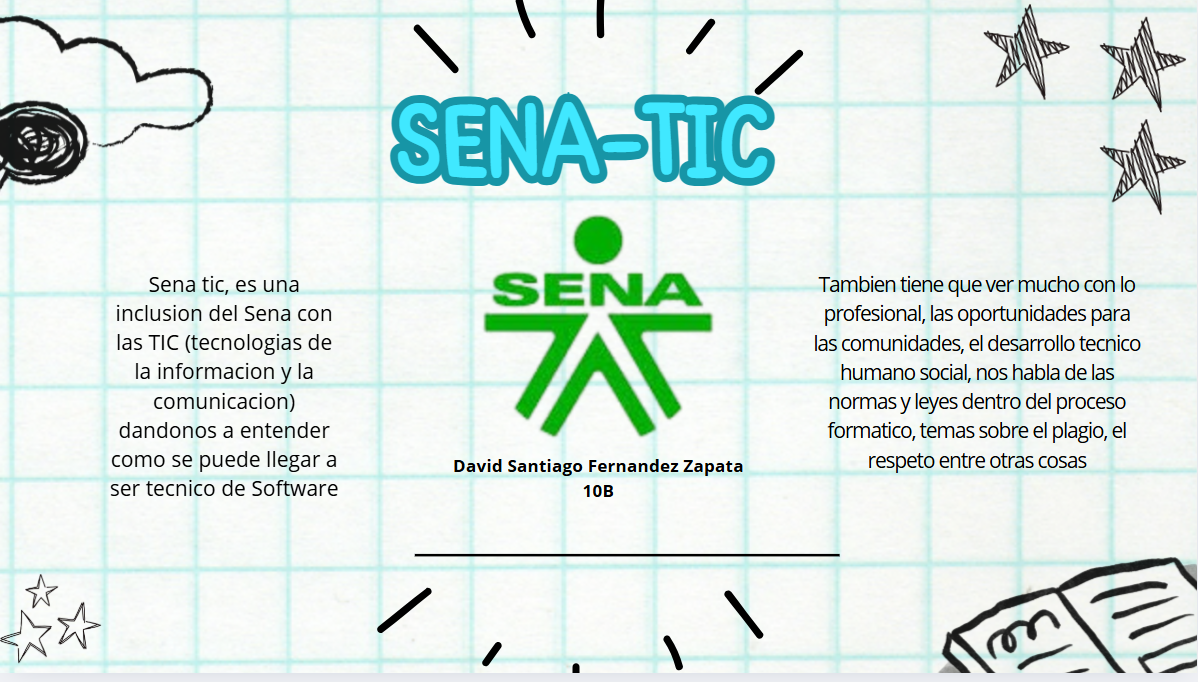 SENA-TIC
Sena tic, es una
inclusion del Sena con
las TIC (tecnologias de
la informacion y la
comunicacion)
dandonos a entender
como se puede llegar a
ser tecnico de Software
SENA
David Santiago Fernandez Zapata
10B
Tambien tiene que ver mucho con lo
profesional, las oportunidades para
las comunidades, el desarrollo tecnico
humano social, nos habla de las
normas y leyes dentro del proceso
formatico, temas sobre el plagio, el
respeto entre otras cosas